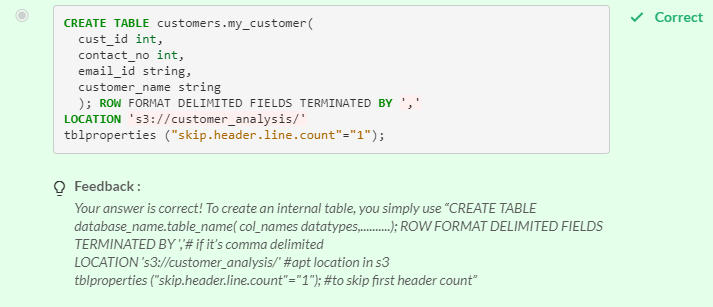 CREATE TABLE customers.my_customer(
cust_id int,
contact_no int,
email_id string,
customer_name string
); ROW FORMAT DELIMITED FIELDS TERMINATED BY ','
LOCATION 's3://customer_analysis/'
tblproperties ("skip.header.line.count"="1");
Correct
Feedback :
Your answer is correct! To create an internal table, you simply use “CREATE TABLE
database_name.table_name( col_names datatypes,..........); ROW FORMAT DELIMITED FIELDS
TERMINATED BY ','# if it’s comma delimited
LOCATION 's3://customer_analysis/' #apt location in s3
tblproperties ("skip.header.line.count"="1"); #to skip first header count”